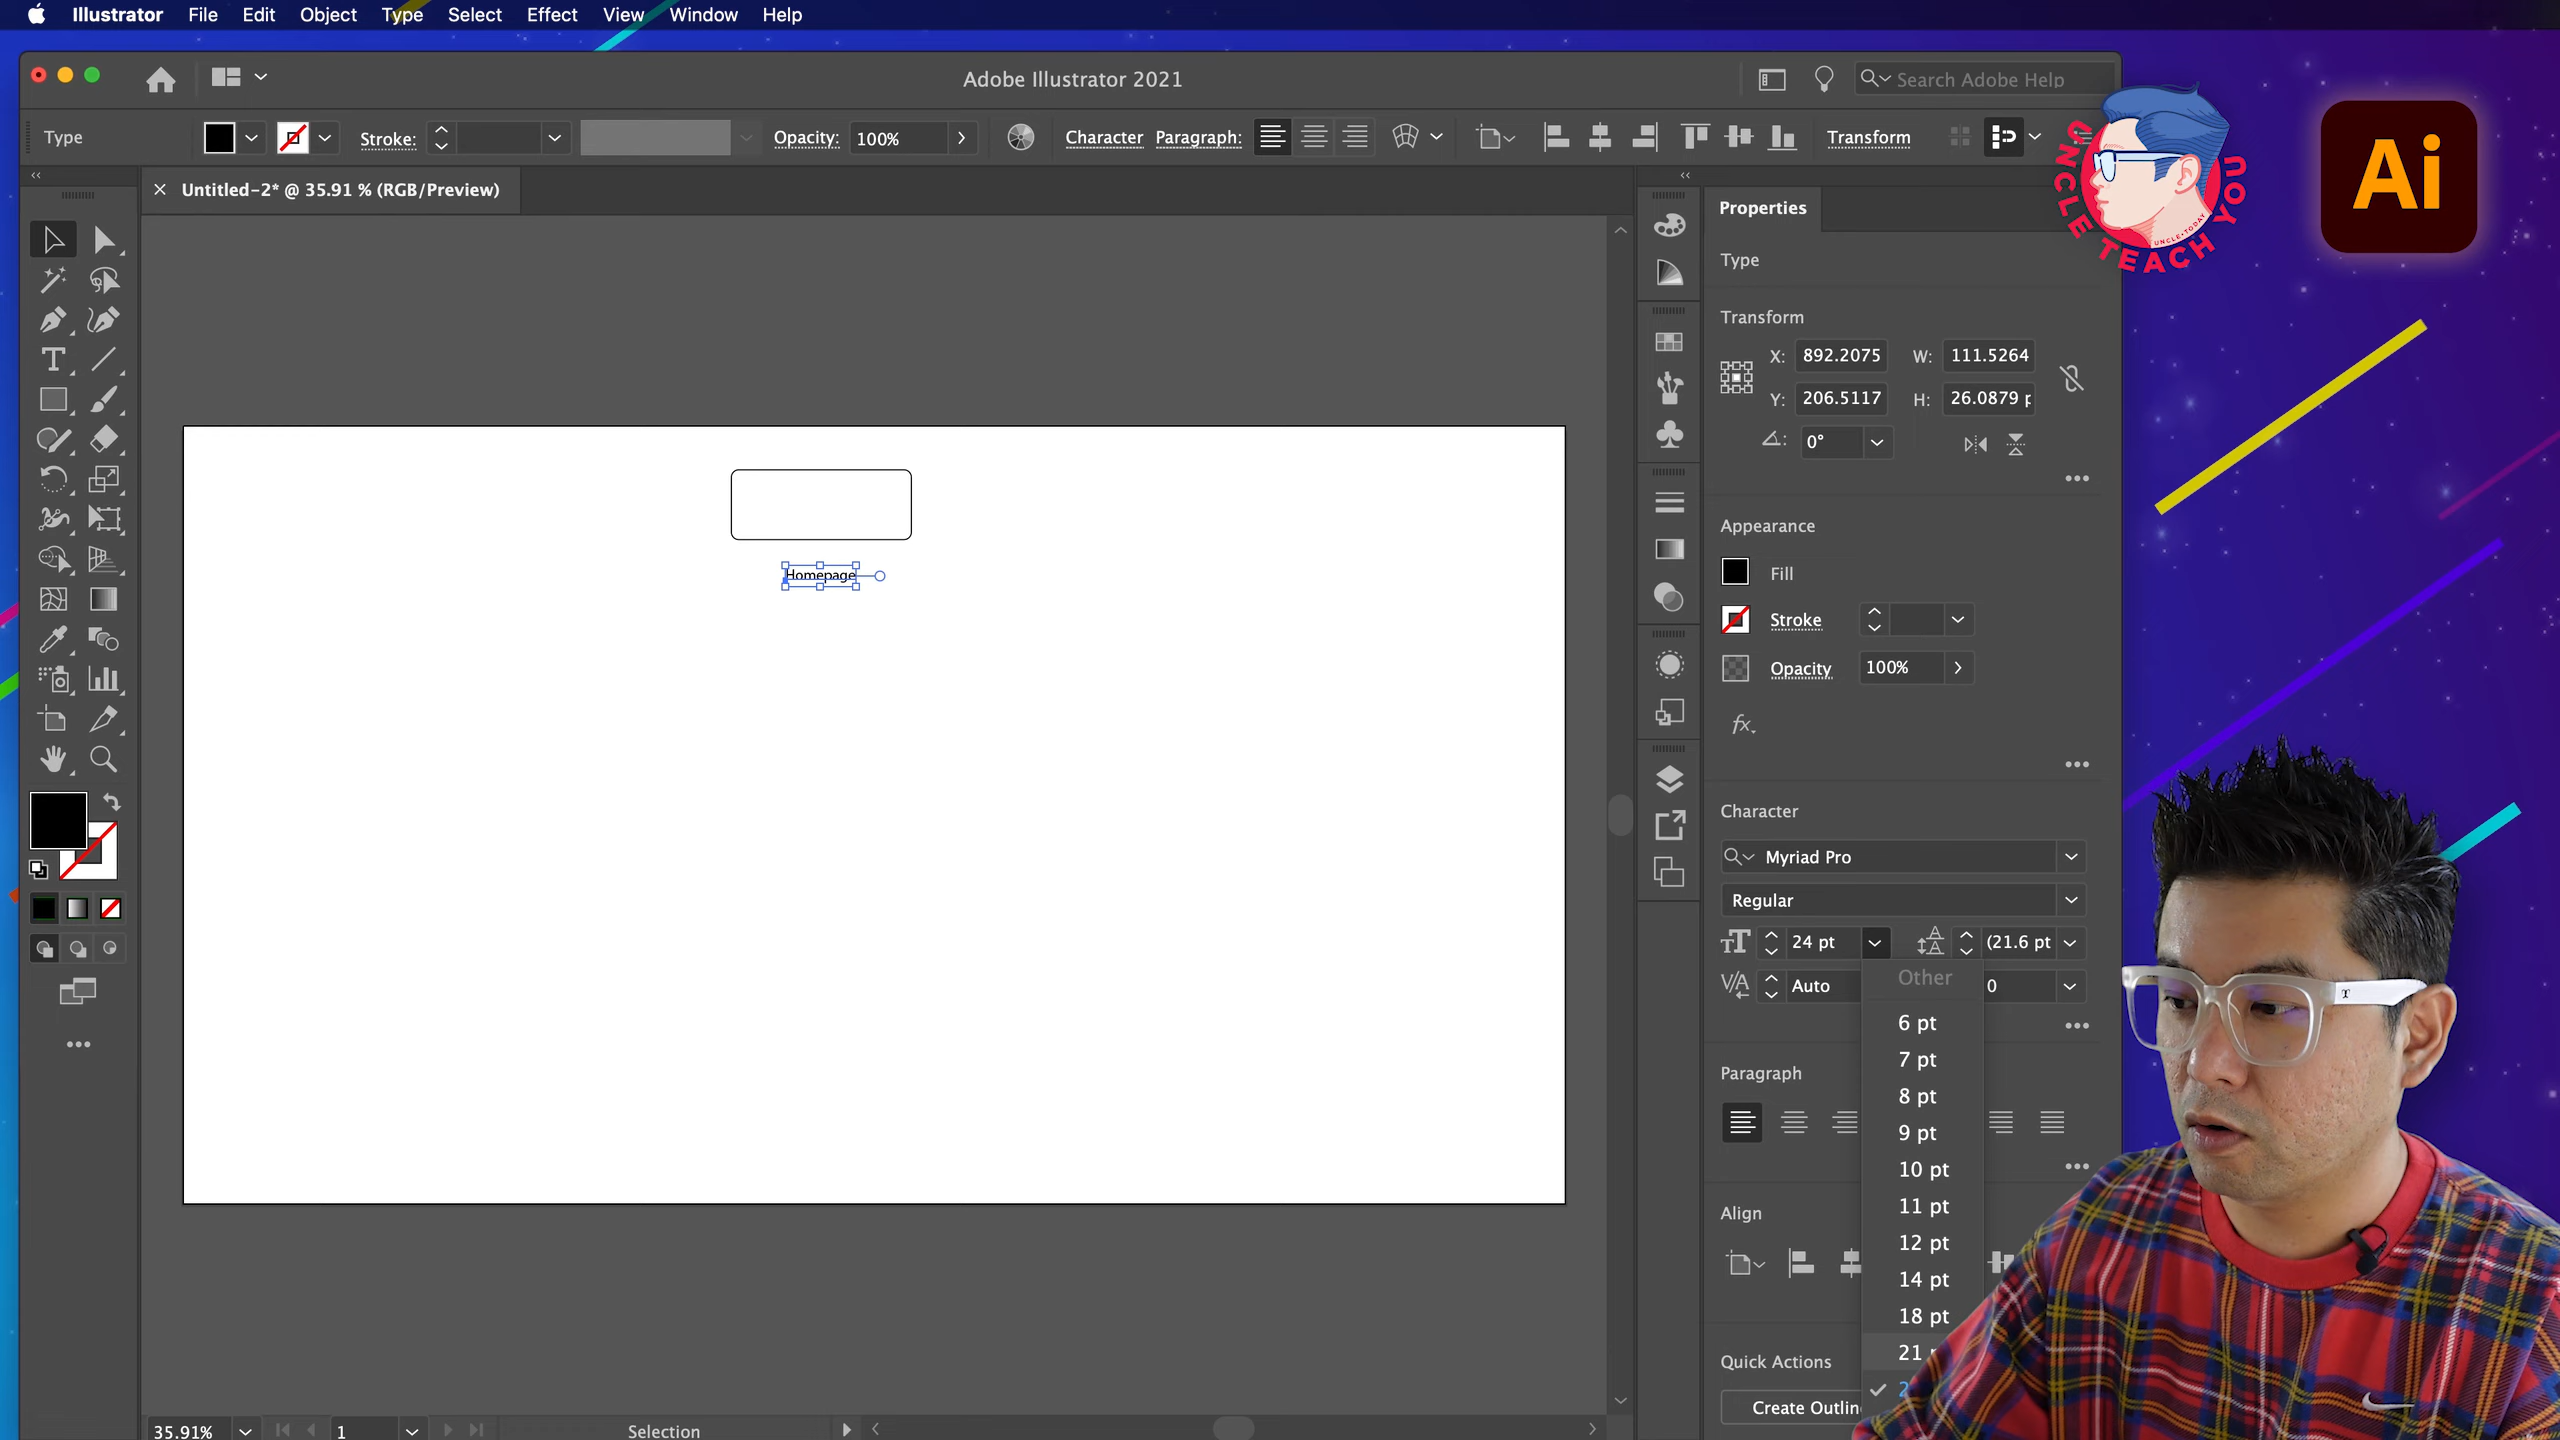 Illustrator File Edit Object Type Select Effect View Window Help
Adobe Illustrator 2021
Search Adobe Help
Type
Stroke:
Opacity: 100%
Character Paragraph:
Transform
Untitled-2* @ 35.91 % (RGB/Preview)
UNCLE TEACH YOU
UNCLE•TODAY
Ai
Properties
Type
Transform
X: 892.2075 W: 111.5264
Y: 206.5117 H: 26.0879 p
0°
Appearance
Fill
Stroke
Opacity 100%
fx
Homepage
Character
Myriad Pro
Regular
24 pt (21.6 pt
Auto 0
Other
6 pt
7 pt
8 pt
9 pt
10 pt
11 pt
12 pt
14 pt
18 pt
21
Paragraph
Align
Quick Actions
Create Outlin
35.91% 1 Selection